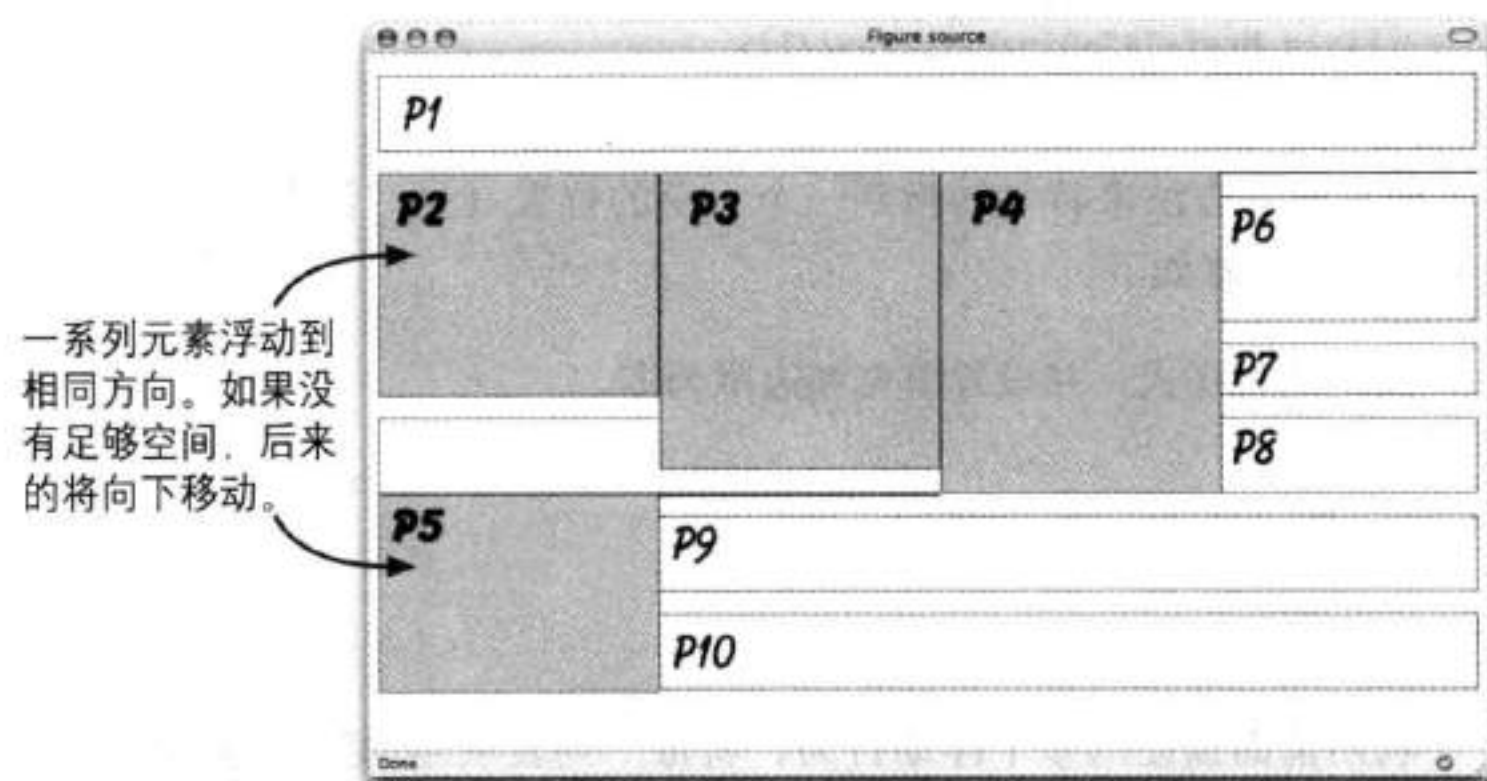 Figure source
P1
P2
P3
P4
P6
P7
P8
P5
P9
P10
一系列元素浮动到
相同方向。如果没
有足够空间，后来
的将向下移动。
Done